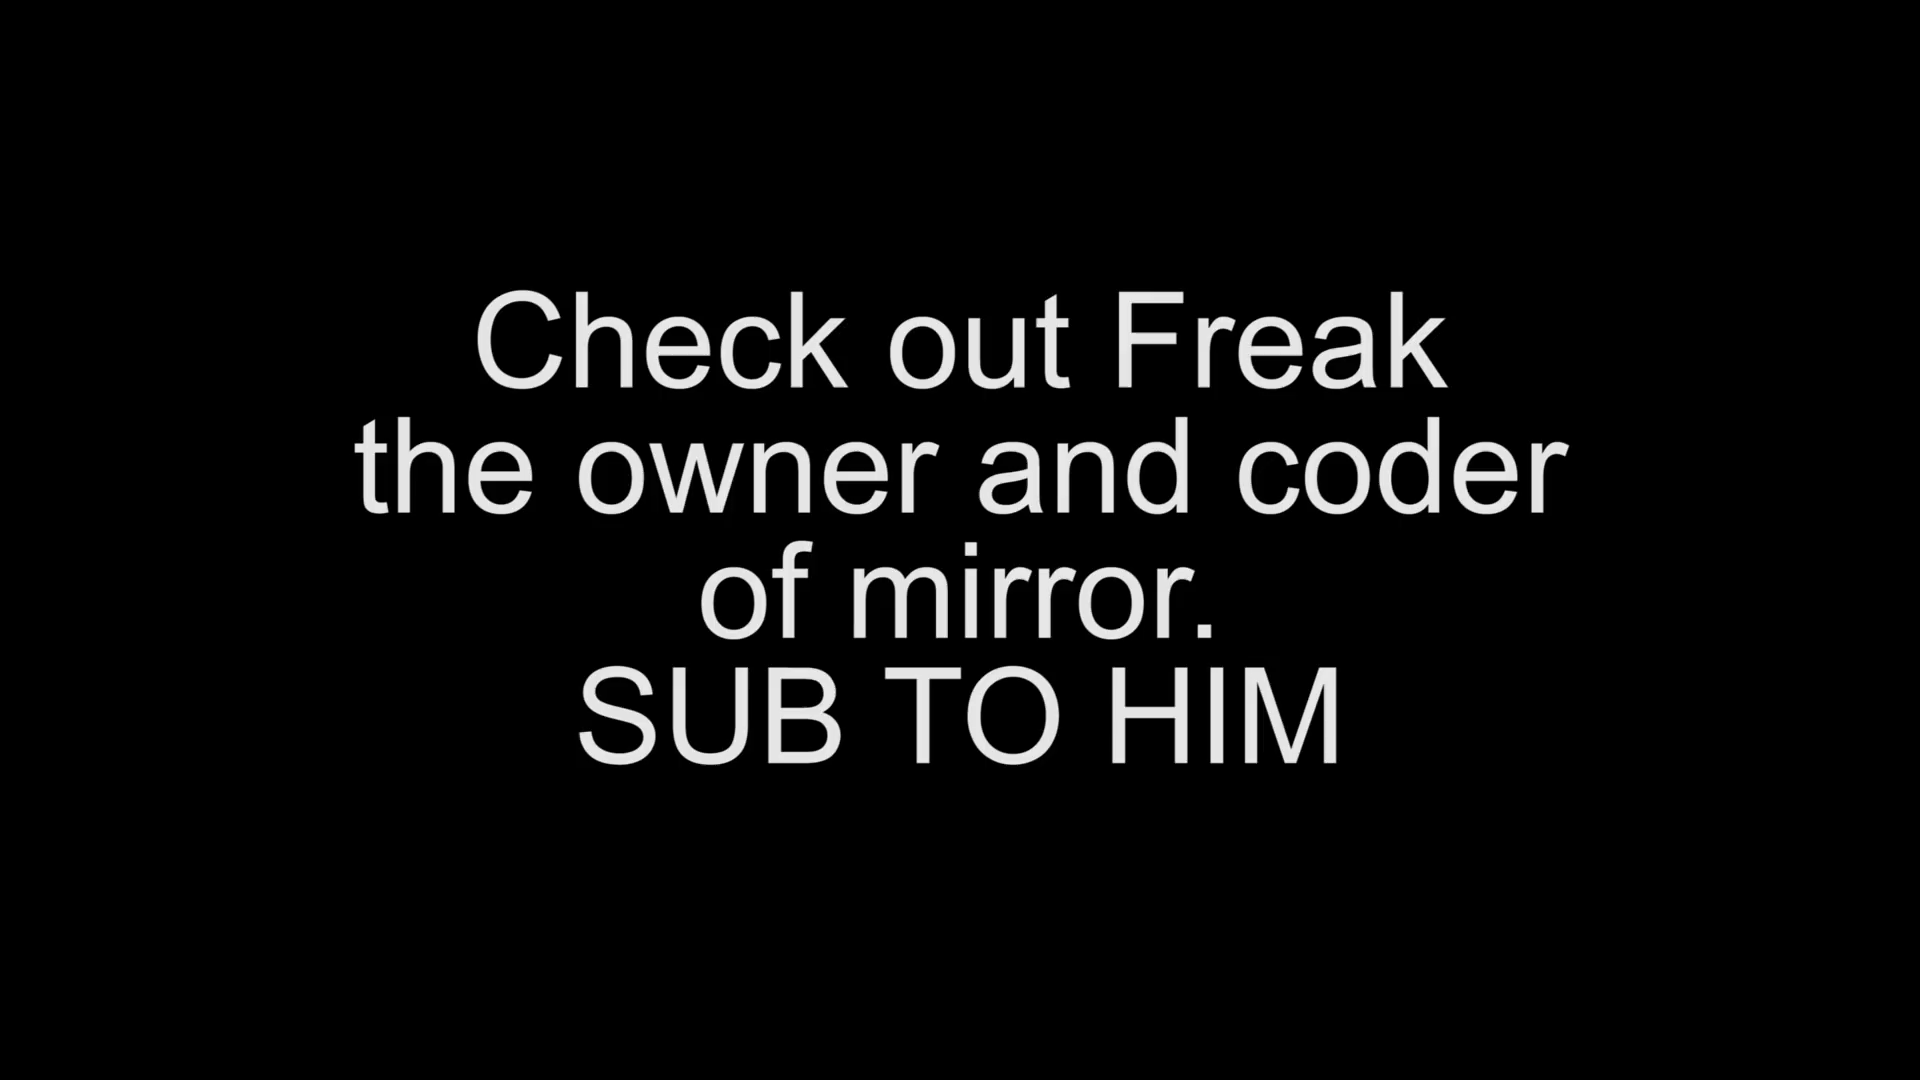 Check out Freak
the owner and coder
of mirror.
SUB TO HIM